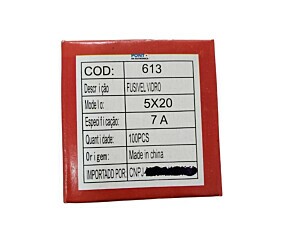 COD: 613
Descrição FUSIVEL VIDRO
Modelo: 5X20
Especificação: 7 A
Quantidade: 100PCS
Origem: Made in china
IMPORTADO POR CNPJ